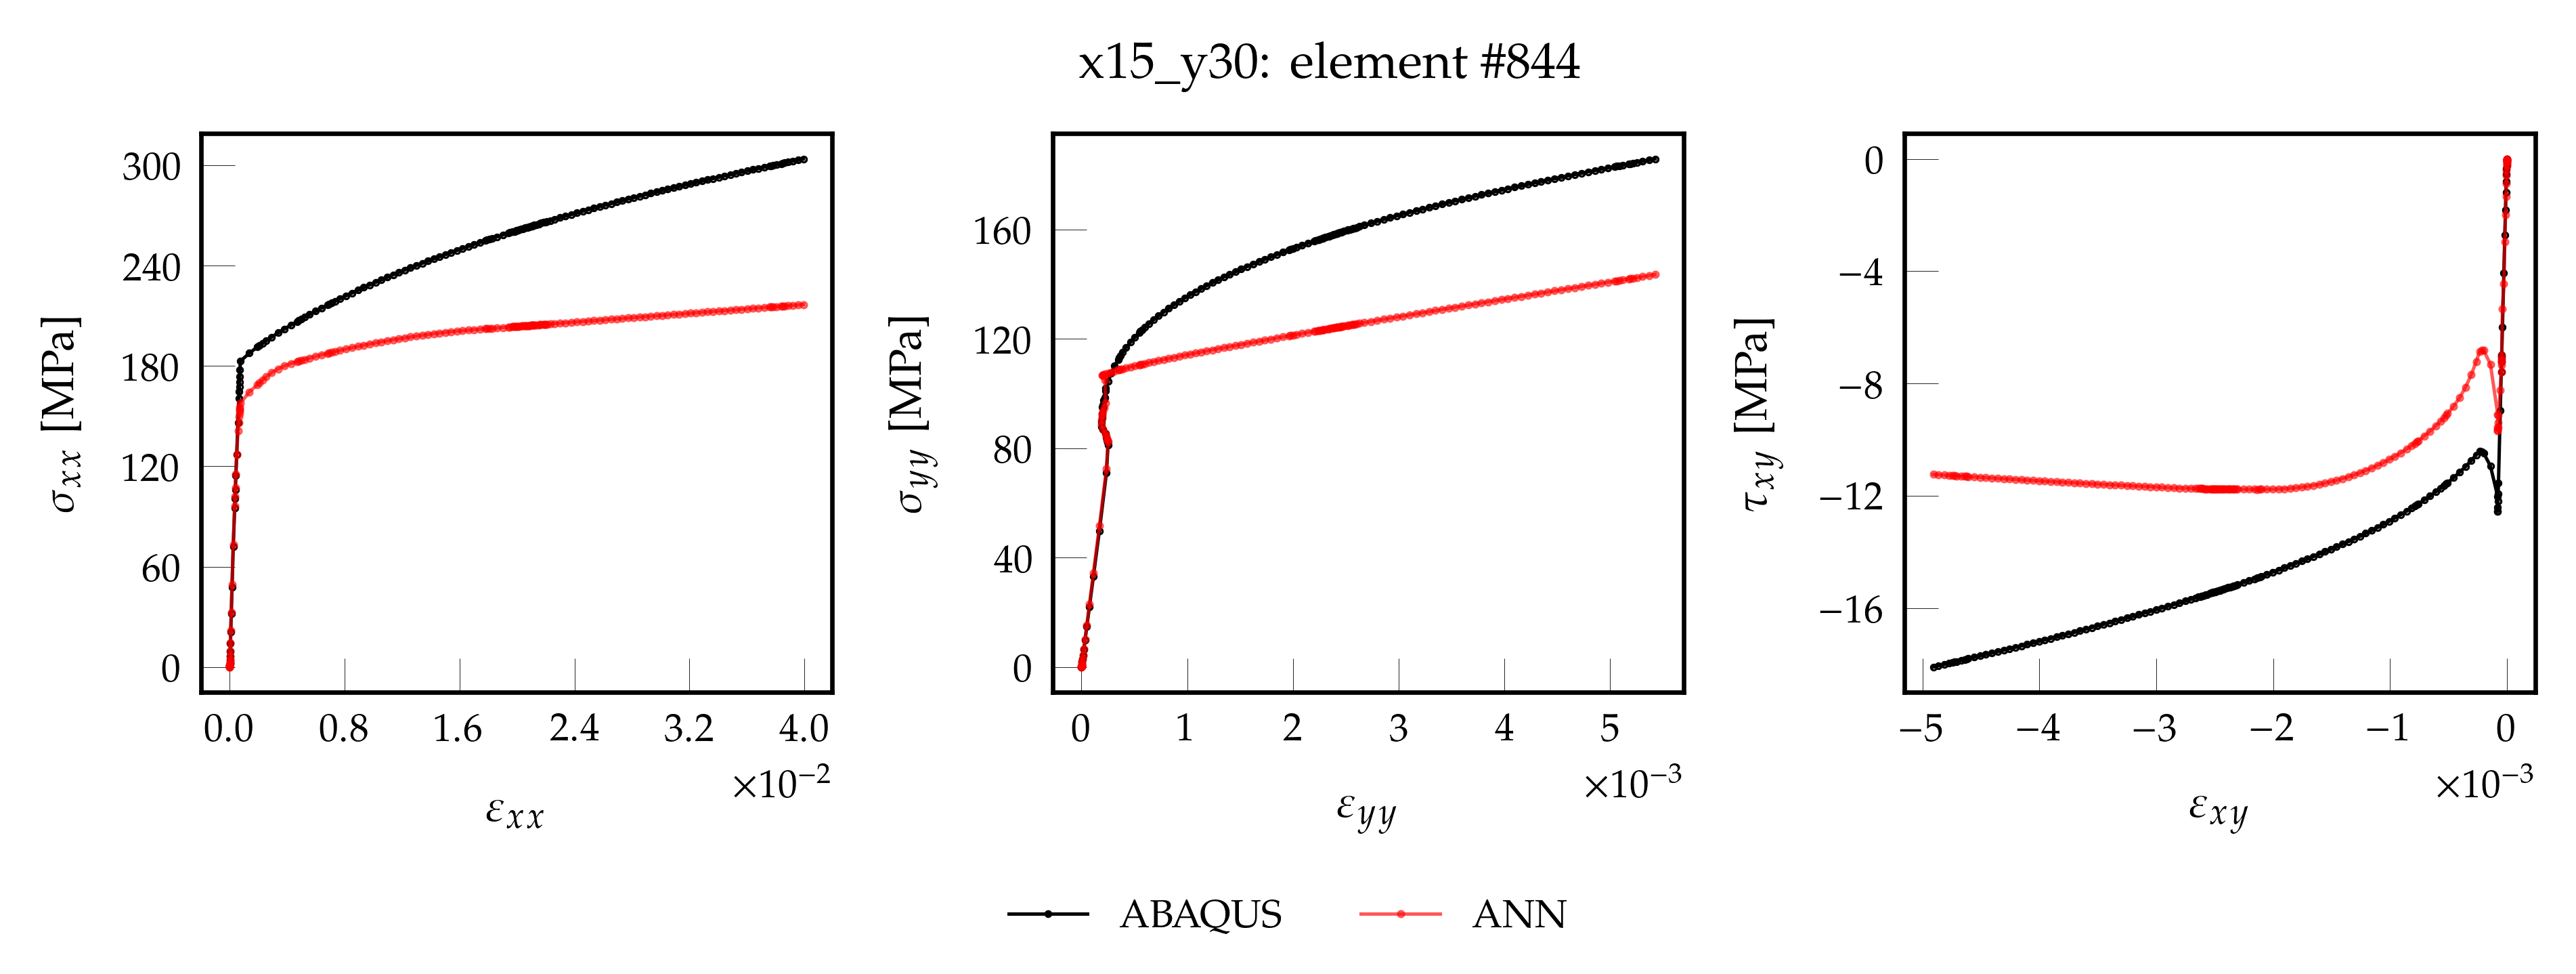 x15_y30: element #844
300
240
180
120
60
0
σxx [MPa]
0.0 0.8 1.6 2.4 3.2 4.0
×10−2
εxx
160
120
80
40
0
σyy [MPa]
0 1 2 3 4 5
×10−3
εyy
0
−4
−8
−12
−16
τxy [MPa]
−5 −4 −3 −2 −1 0
×10−3
εxy
ABAQUS ANN